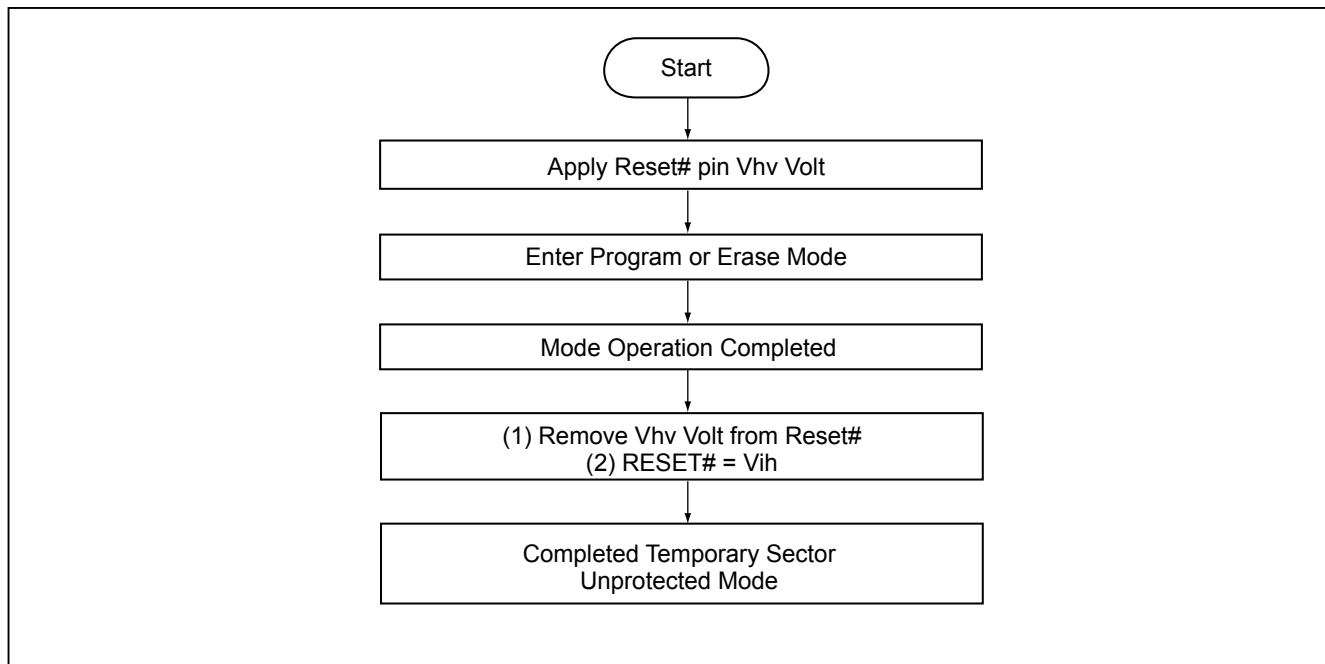 Start
Apply Reset# pin Vhv Volt
Enter Program or Erase Mode
Mode Operation Completed
(1) Remove Vhv Volt from Reset#
(2) RESET# = Vih
Completed Temporary Sector
Unprotected Mode